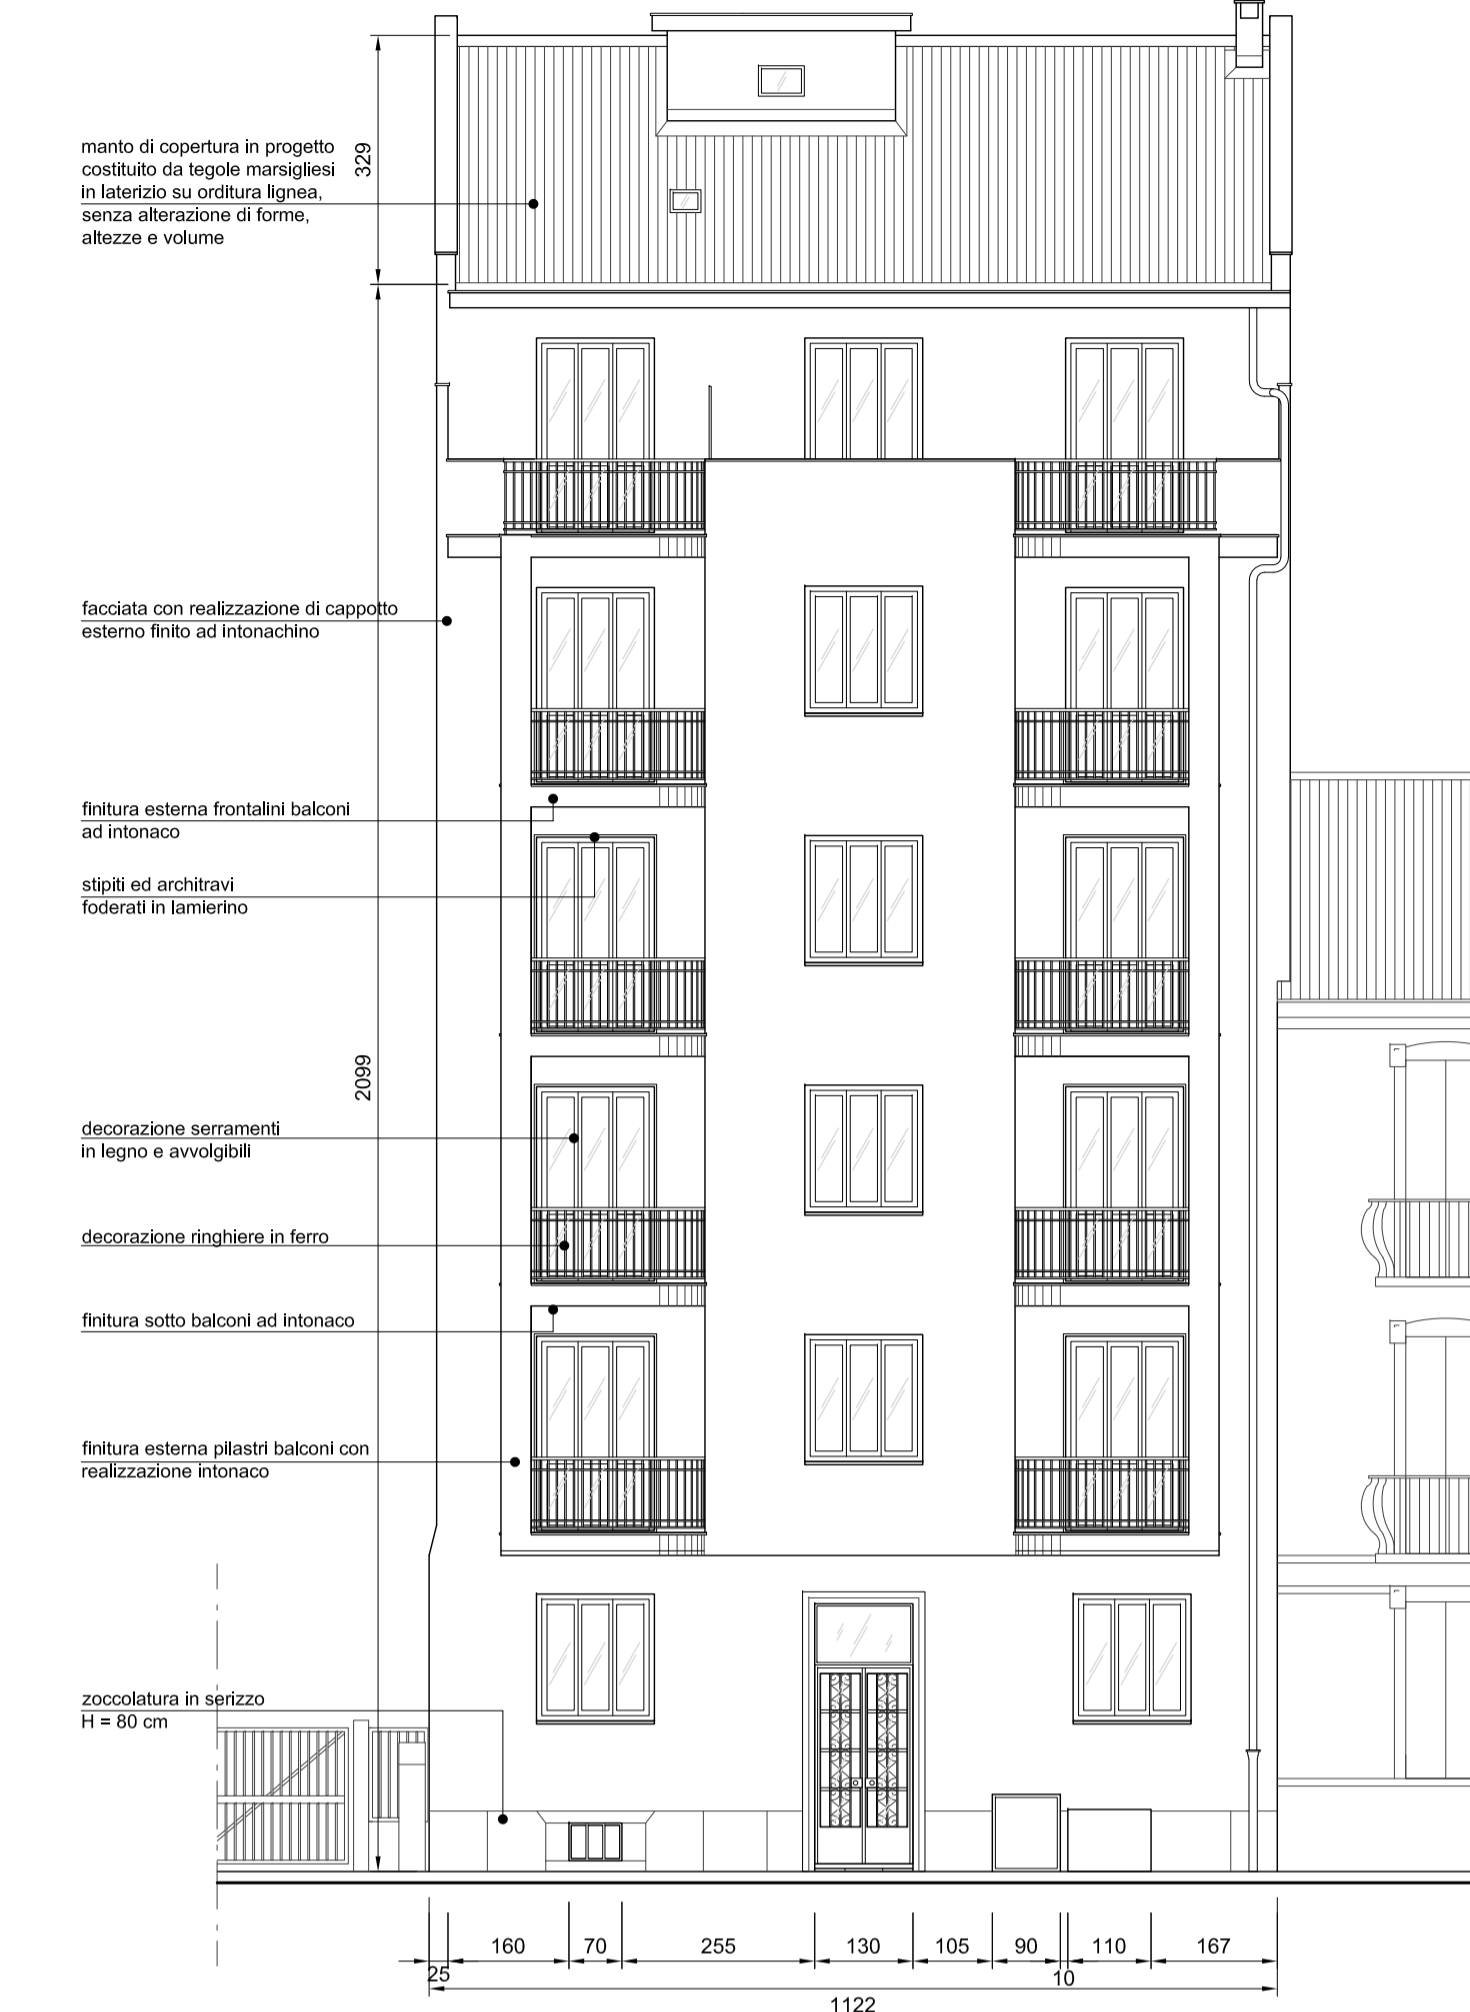 manto di copertura in progetto
costituito da tegole marsigliesi
in laterizio su orditura lignea,
senza alterazione di forme,
altezze e volume
329
facciata con realizzazione di cappotto
esterno finito ad intonachino
finitura esterna frontalini balconi
ad intonaco
stipiti ed architravi
foderati in lamierino
2099
decorazione serramenti
in legno e avvolgibili
decorazione ringhiere in ferro
finitura sotto balconi ad intonaco
finitura esterna pilastri balconi con
realizzazione intonaco
zoccolatura in serizzo
H = 80 cm
160 70 255 130 105 90 110 167
25 10
1122